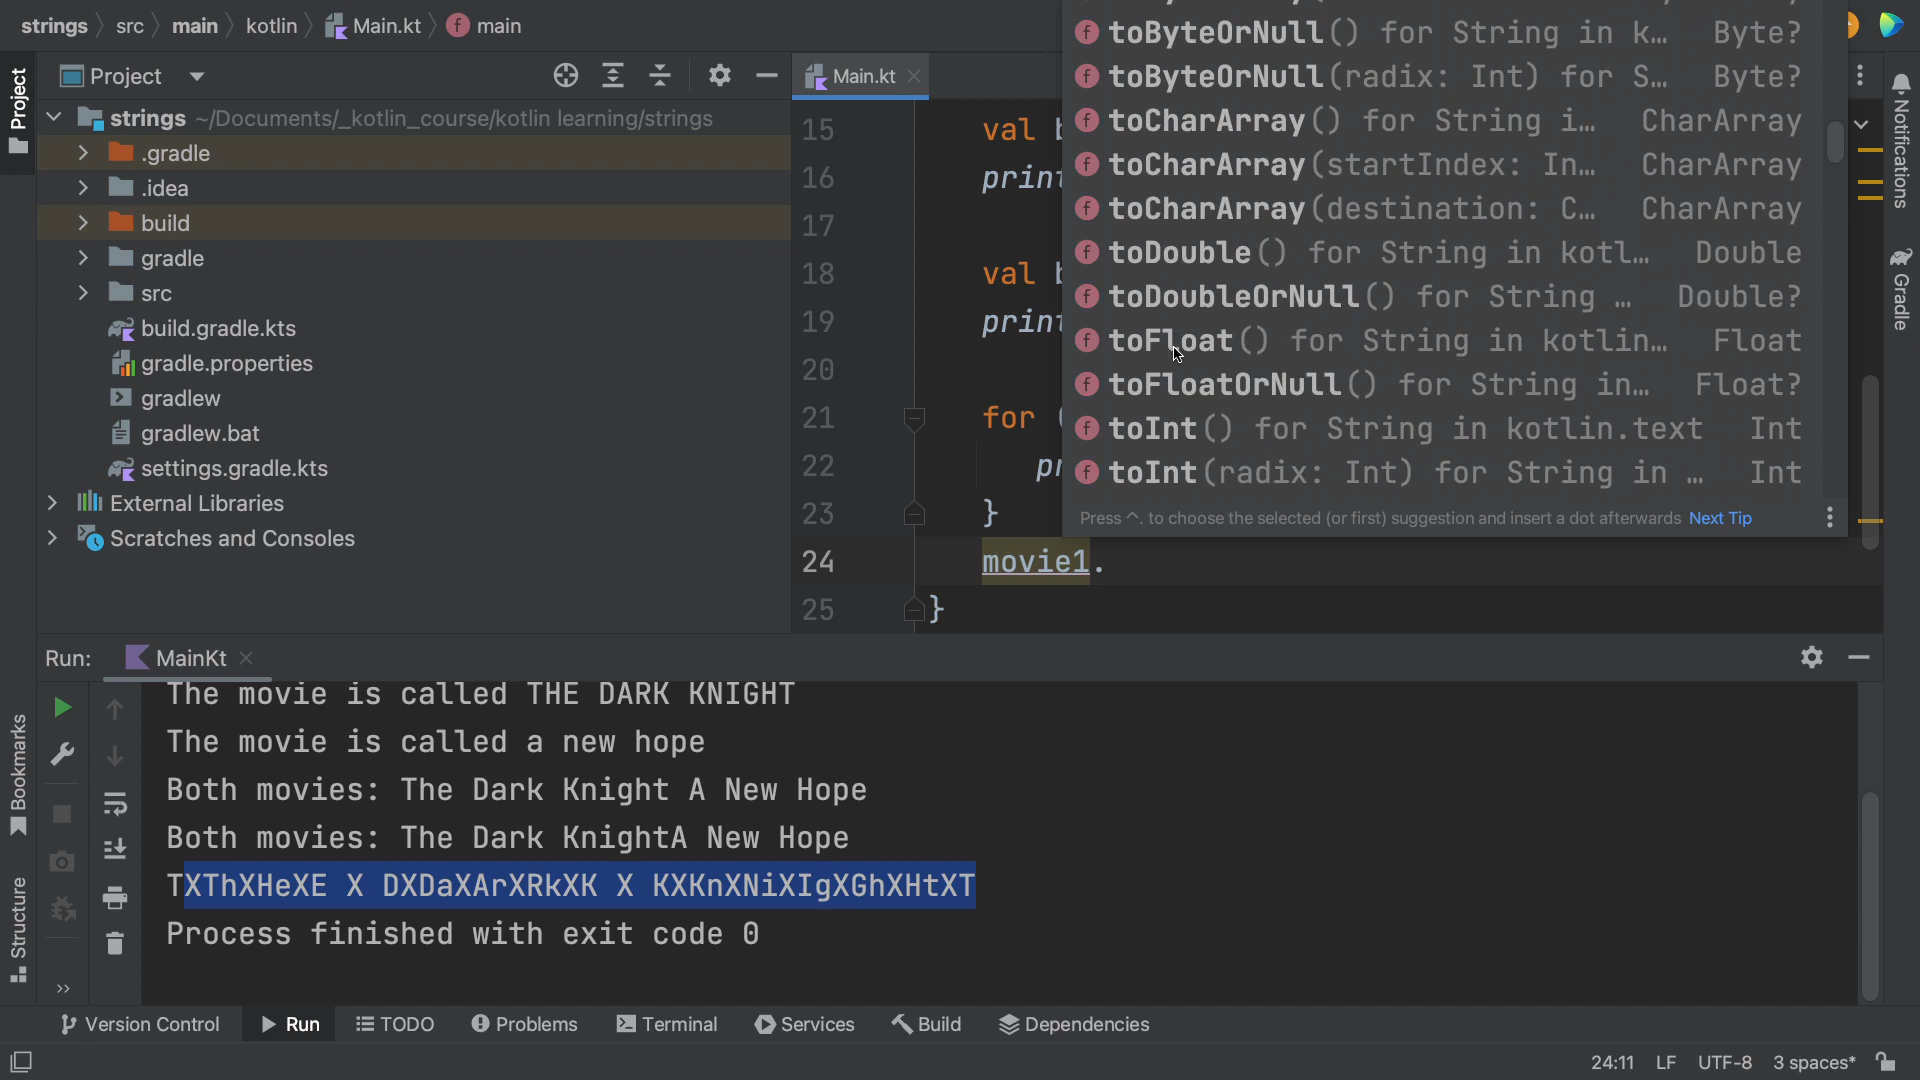 strings src main kotlin Main.kt main
Project
Project
strings ~/Documents/_kotlin_course/kotlin learning/strings
.gradle
.idea
build
gradle
src
build.gradle.kts
gradle.properties
gradlew
gradlew.bat
settings.gradle.kts
External Libraries
Scratches and Consoles
Main.kt
15 val
16 print
17
18 val
19 print
20
21 for
22 pr
23 }
24 movie1.
25 }
toByteOrNull() for String in k… Byte?
toByteOrNull(radix: Int) for S… Byte?
toCharArray() for String i… CharArray
toCharArray(startIndex: In… CharArray
toCharArray(destination: C… CharArray
toDouble() for String in kotl… Double
toDoubleOrNull() for String … Double?
toFloat() for String in kotlin… Float
toFloatOrNull() for String in… Float?
toInt() for String in kotlin.text Int
toInt(radix: Int) for String in … Int
Press ^. to choose the selected (or first) suggestion and insert a dot afterwards Next Tip
Notifications
Gradle
Run: MainKt
The movie is called THE DARK KNIGHT
The movie is called a new hope
Both movies: The Dark Knight A New Hope
Both movies: The Dark KnightA New Hope
TXThXHeXE X DXDaXArXRkXK X KXKnXNiXIgXGhXHtXT
Process finished with exit code 0
Bookmarks
Structure
Version Control Run TODO Problems Terminal Services Build Dependencies
24:11 LF UTF-8 3 spaces*